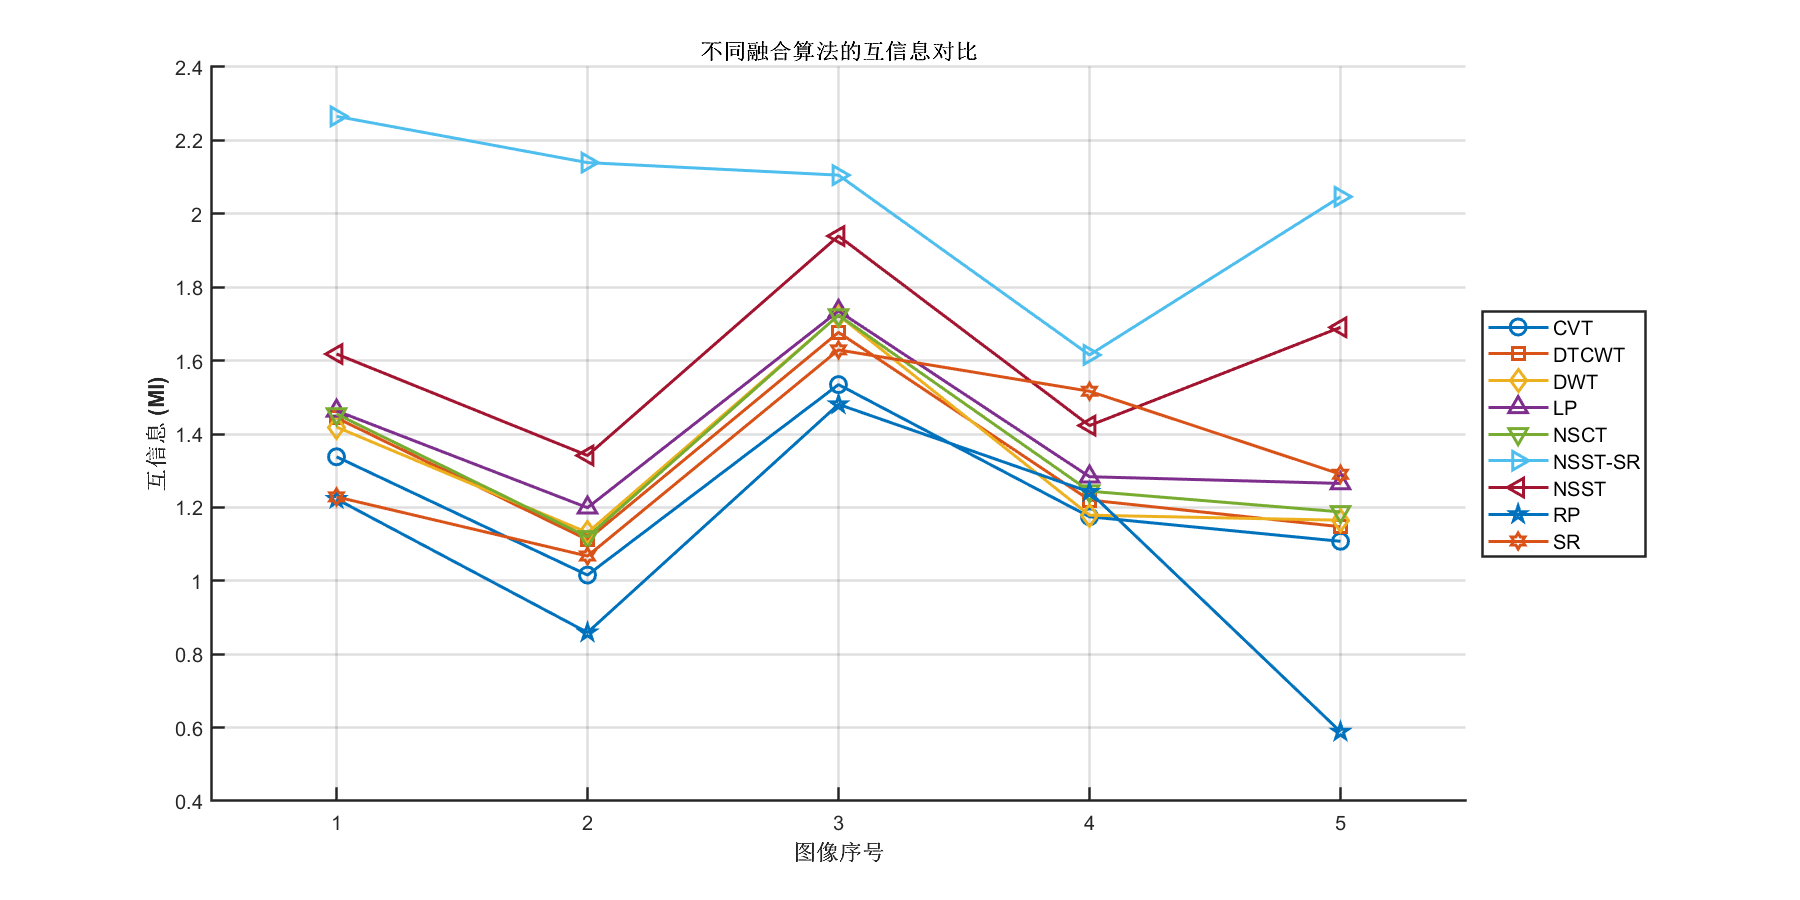 不同融合算法的互信息对比
互信息 (MI)
2.4
2.2
2
1.8
1.6
1.4
1.2
1
0.8
0.6
0.4
1 2 3 4 5
图像序号
CVT
DTCWT
DWT
LP
NSCT
NSST-SR
NSST
RP
SR